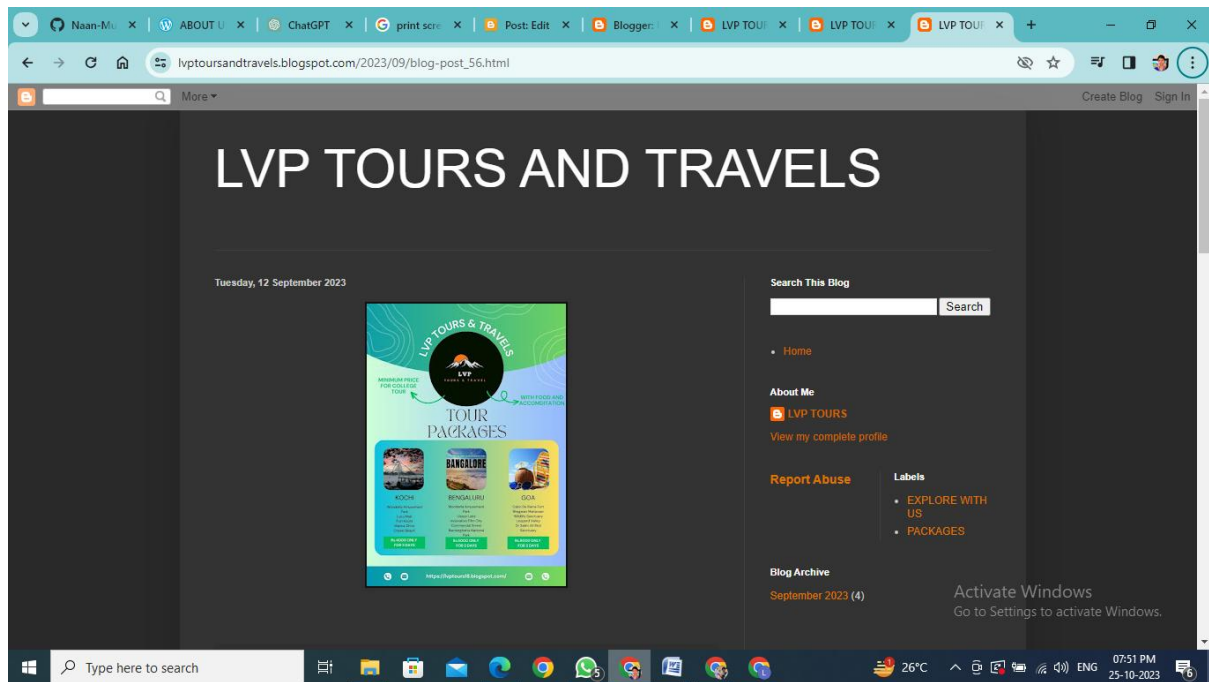 Naan-Mu
ABOUT U
ChatGPT
print scre
Post: Edit
Blogger:
LVP TOUR
LVP TOUR
LVP TOUR
lvptoursandtravels.blogspot.com/2023/09/blog-post_56.html
More
Create Blog Sign In
LVP TOURS AND TRAVELS
Tuesday, 12 September 2023
LVP TOURS & TRAVELS
LVP
TOURS & TRAVEL
MINIMUM PRICE
FOR COLLEGE
TOUR
WITH FOOD AND
TOUR
PACKAGES
BANGALORE
KOCHI
BENGALURU
GOA
Search This Blog
Search
Home
About Me
LVP TOURS
View my complete profile
Report Abuse
Labels
EXPLORE WITH
US
PACKAGES
Blog Archive
September 2023 (4)
Activate Windows
Go to Settings to activate Windows.
Type here to search
26°C
ENG
07:51 PM
25-10-2023